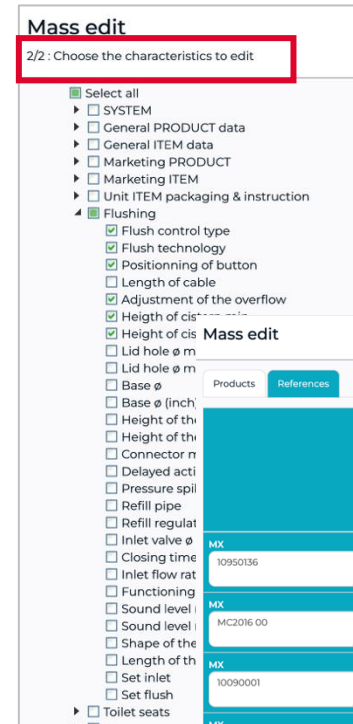 Mass edit
2/2 : Choose the characteristics to edit
Select all
SYSTEM
General PRODUCT data
General ITEM data
Marketing PRODUCT
Marketing ITEM
Unit ITEM packaging & instruction
Flushing
Flush control type
Flush technology
Positionning of button
Length of cable
Adjustment of the overflow
Heigth of
Height of cis
Lid hole ø m
Lid hole ø m
Base ø
Base ø (inch)
Height of the
Height of the
Connector m
Delayed acti
Pressure spil
Refill pipe
Refill regulat
Inlet valve ø
Closing time
Inlet flow rat
Functioning
Sound level
Sound level
Shape of the
Length of th
Set inlet
Set flush
Toilet seats
Mass edit
Products References
MX
10950136
MX
MC2016 00
MX
10090001
MX